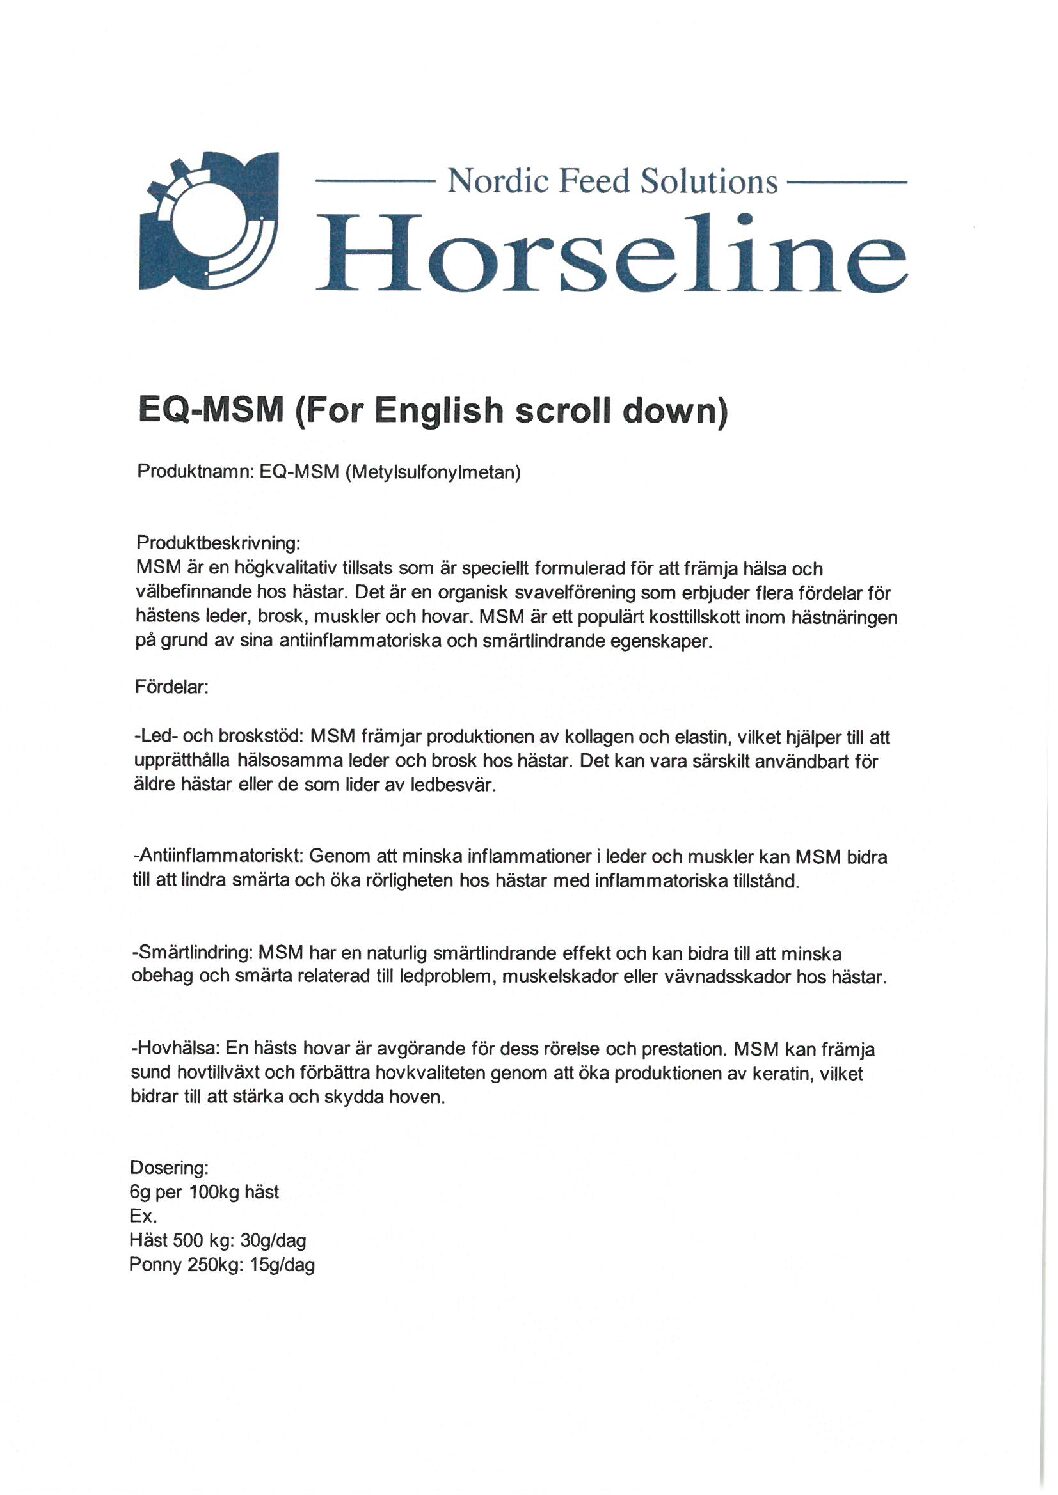 Nordic Feed Solutions
Horseline
EQ-MSM (For English scroll down)
Produktnamn: EQ-MSM (Metylsulfonylmetan)
Produktbeskrivning:
MSM är en högkvalitativ tillsats som är speciellt formulerad för att främja hälsa och
välbefinnande hos hästar. Det är en organisk svavelförening som erbjuder flera fördelar för
hästens leder, brosk, muskler och hovar. MSM är ett populärt kosttillskott inom hästnäringen
på grund av sina antiinflammatoriska och smärtlindrande egenskaper.
Fördelar:
-Led- och broskstöd: MSM främjar produktionen av kollagen och elastin, vilket hjälper till att
upprätthålla hälsosamma leder och brosk hos hästar. Det kan vara särskilt användbart för
äldre hästar eller de som lider av ledbesvär.
-Antiinflammatoriskt: Genom att minska inflammationer i leder och muskler kan MSM bidra
till att lindra smärta och öka rörligheten hos hästar med inflammatoriska tillstånd.
-Smärtlindring: MSM har en naturlig smärtlindrande effekt och kan bidra till att minska
obehag och smärta relaterad till ledproblem, muskelskador eller vävnadsskador hos hästar.
-Hovhälsa: En hästs hovar är avgörande för dess rörelse och prestation. MSM kan främja
sund hovtillväxt och förbättra hovkvaliteten genom att öka produktionen av keratin, vilket
bidrar till att stärka och skydda hoven.
Dosering:
6g per 100kg häst
Ex.
Häst 500 kg: 30g/dag
Ponny 250kg: 15g/dag